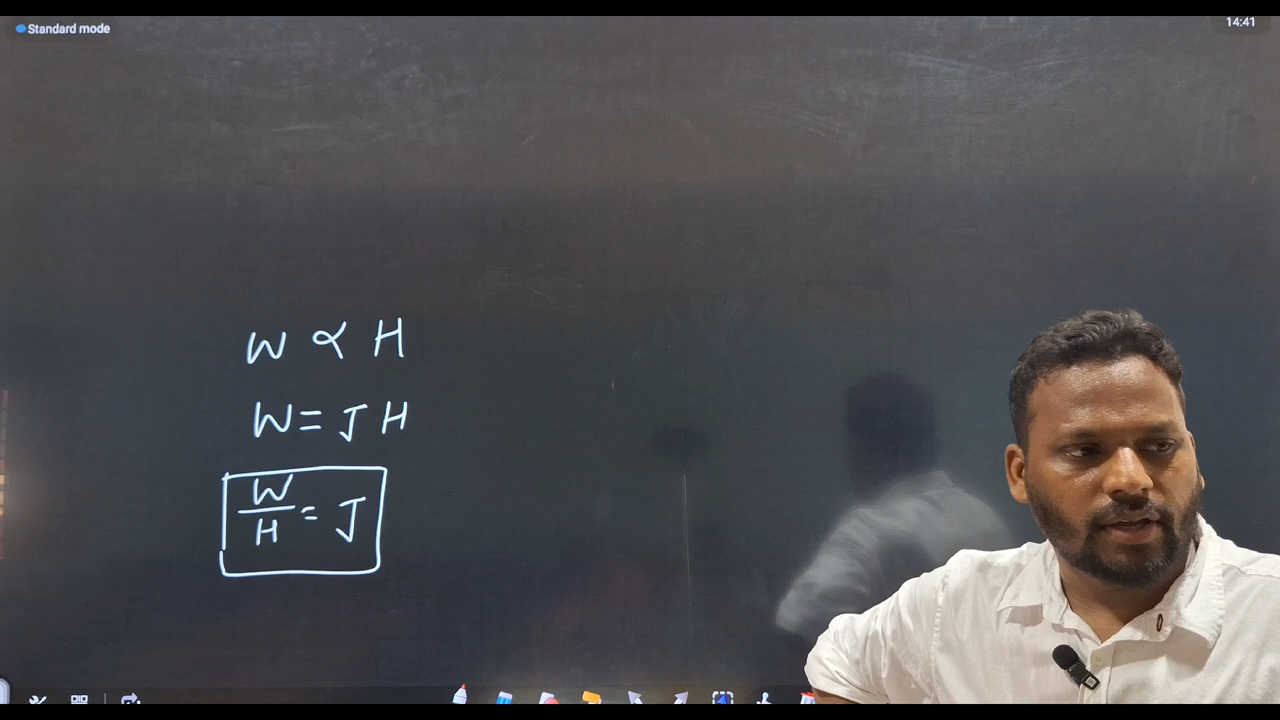 Standard mode
14:41
W ∝ H
W = J H
W/H = J